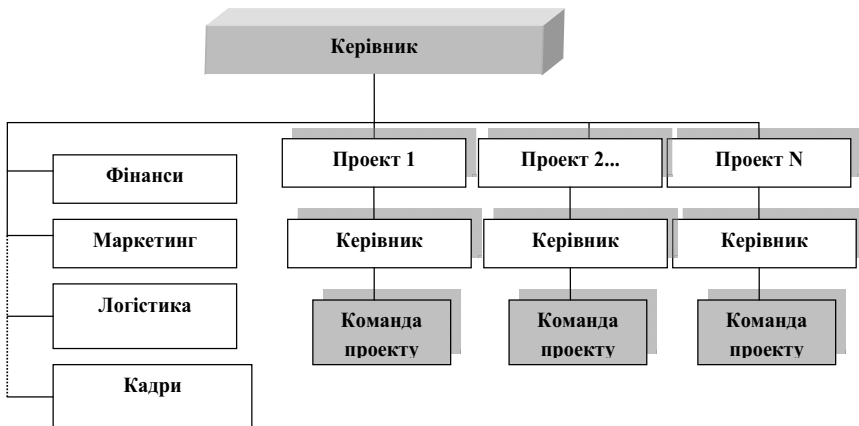 Керівник
Проект 1
Проект 2...
Проект N
Фінанси
Маркетинг
Логістика
Кадри
Керівник
Керівник
Керівник
Команда
проекту
Команда
проекту
Команда
проекту